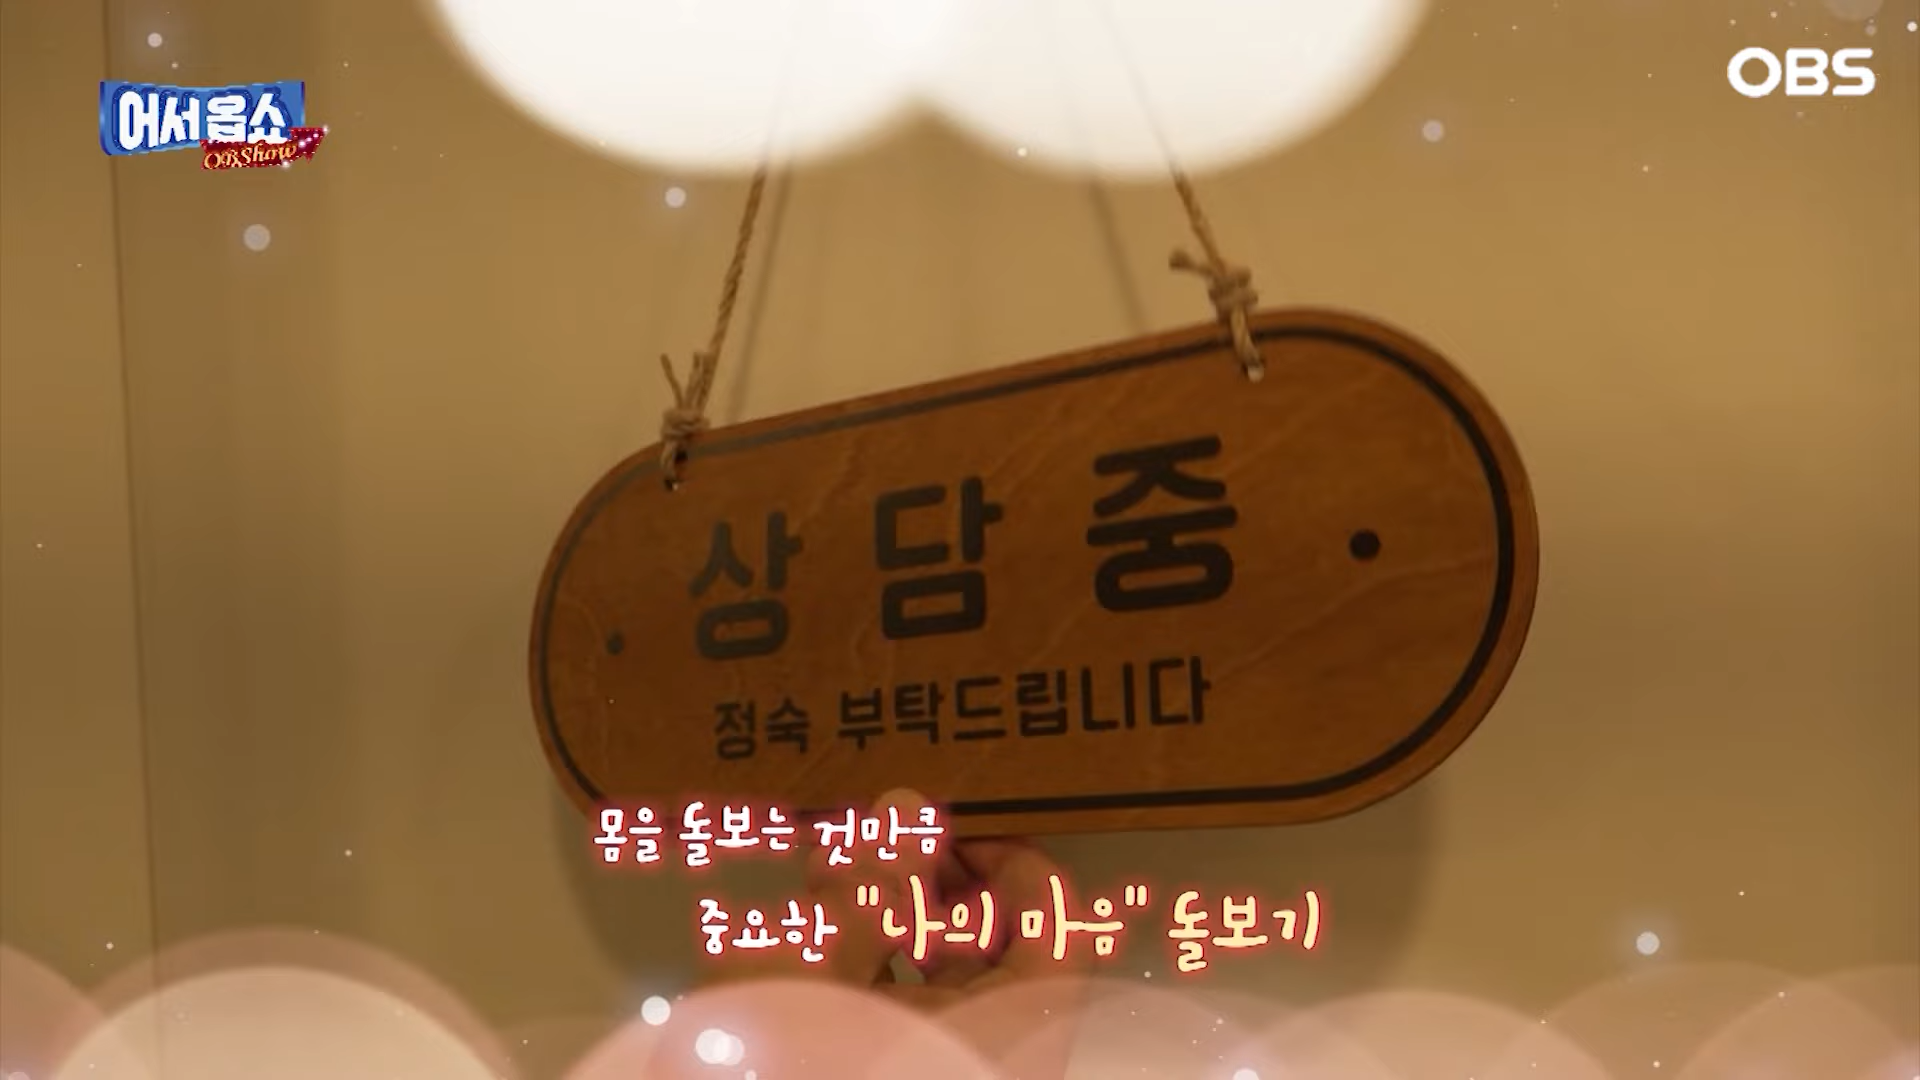 어서옵쇼
OBShow
OBS
상담중
정숙 부탁드립니다
몸을 돌보는 것만큼
중요한 "나의 마음" 돌보기